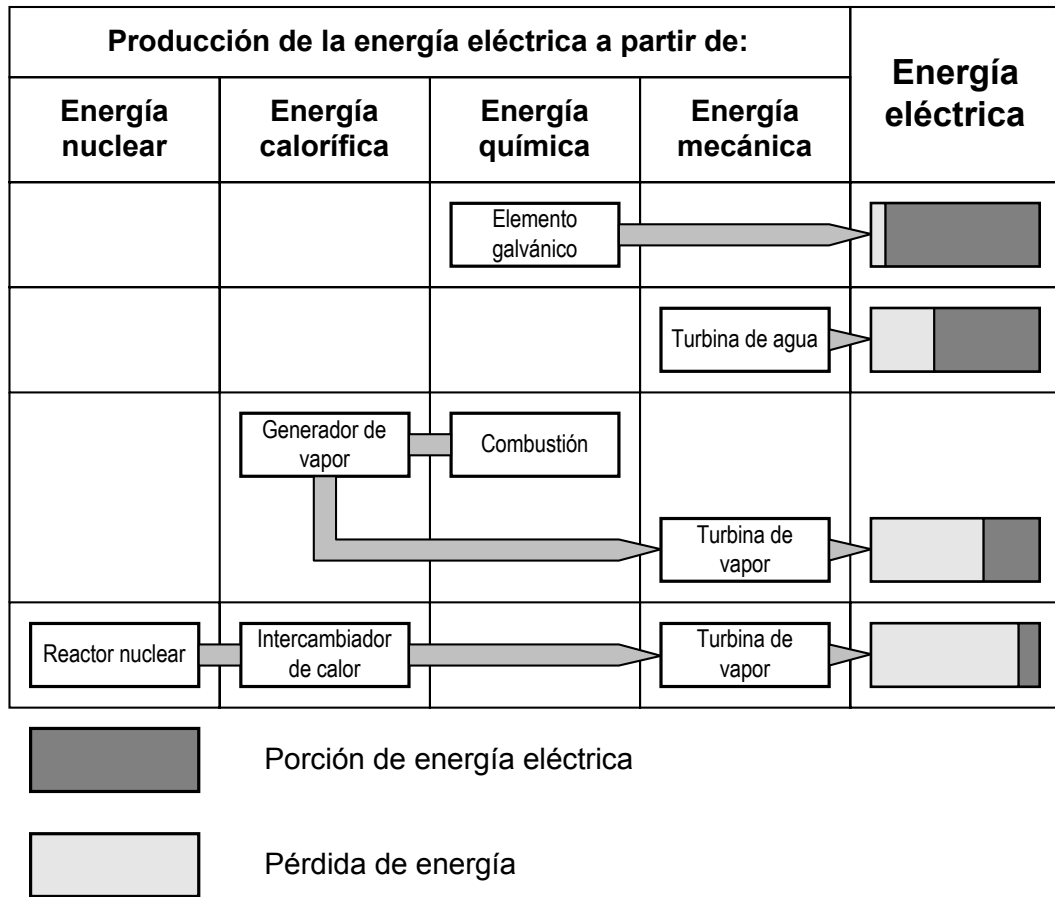 Producción de la energía eléctrica a partir de:
Energía
eléctrica
Energía
nuclear
Energía
calorífica
Energía
química
Energía
mecánica
Elemento
galvánico
Turbina de agua
Generador de
vapor
Combustión
Turbina de
vapor
Reactor nuclear
Intercambiador
de calor
Turbina de
vapor
Porción de energía eléctrica
Pérdida de energía